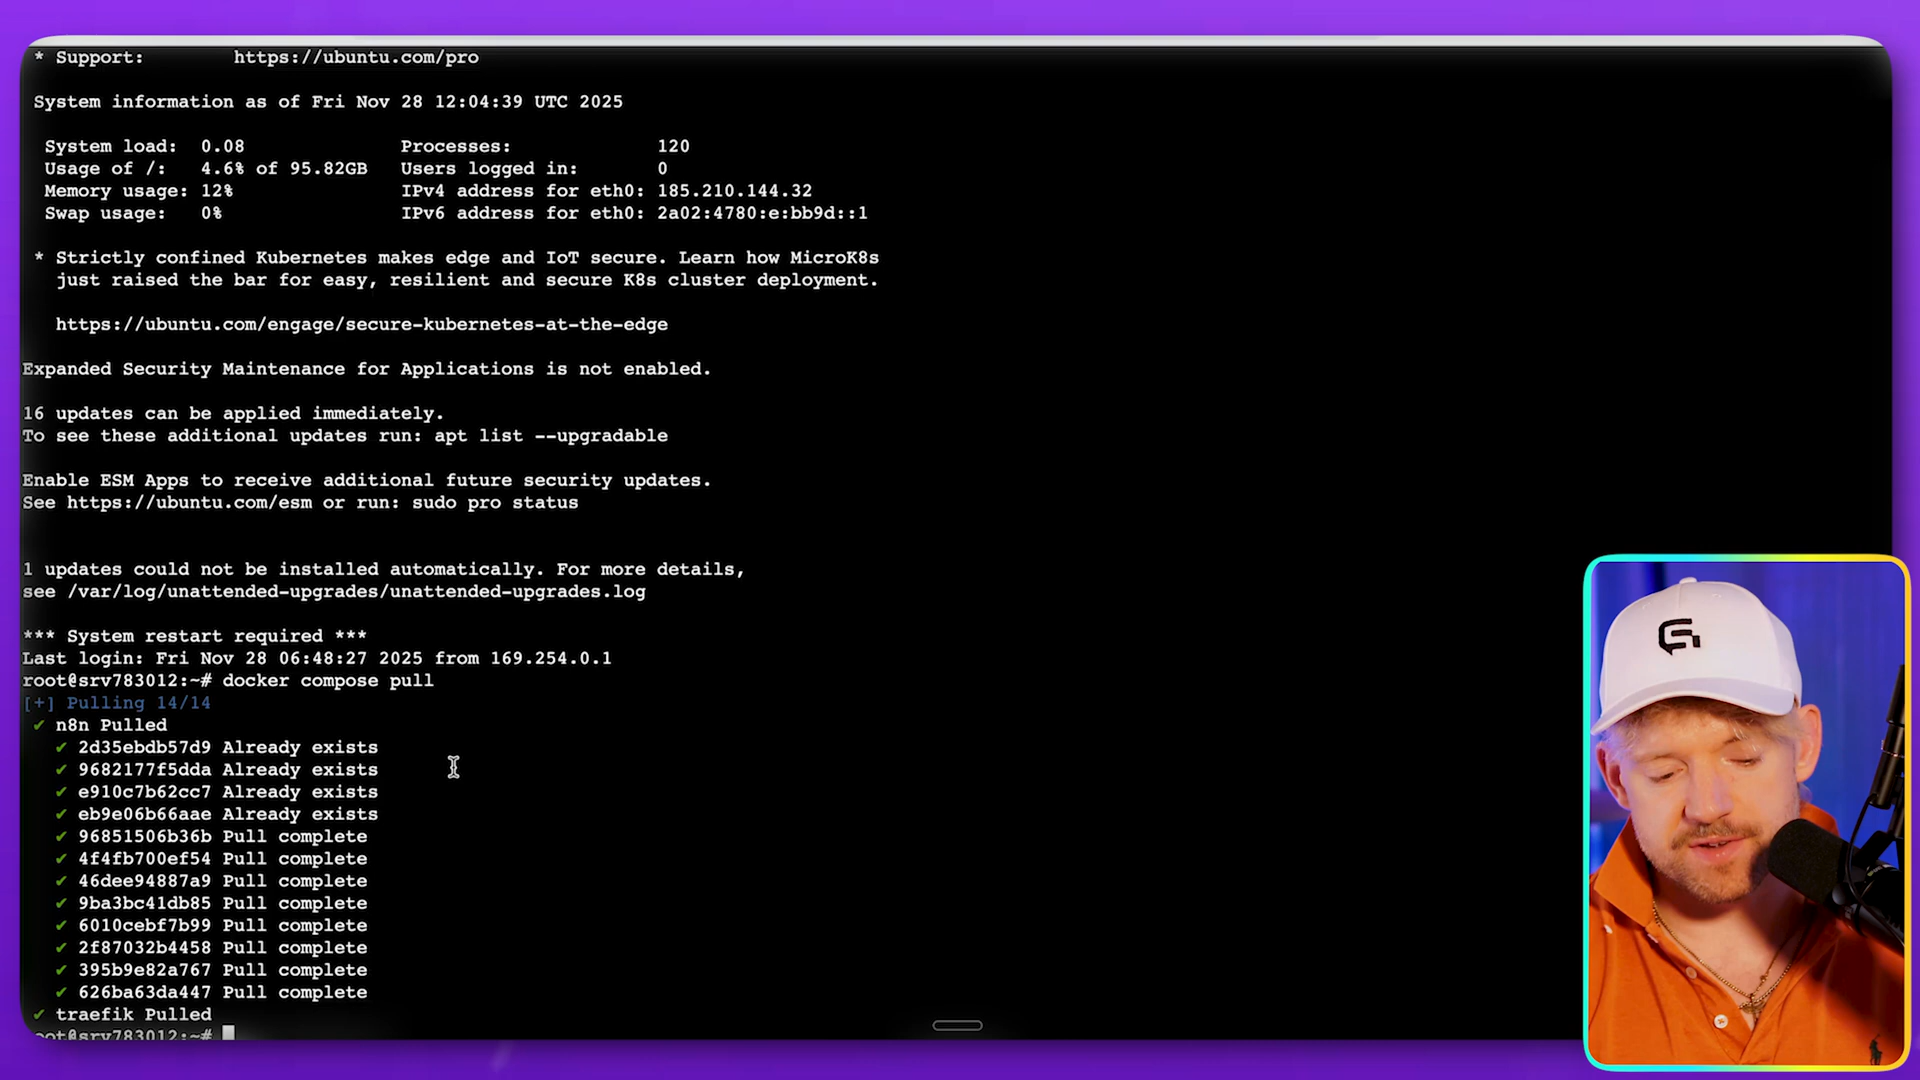 * Support: https://ubuntu.com/pro
System information as of Fri Nov 28 12:04:39 UTC 2025
System load: 0.08 Processes: 120
Usage of /: 4.6% of 95.82GB Users logged in: 0
Memory usage: 12% IPv4 address for eth0: 185.210.144.32
Swap usage: 0% IPv6 address for eth0: 2a02:4780:e:bb9d::1
* Strictly confined Kubernetes makes edge and IoT secure. Learn how MicroK8s
just raised the bar for easy, resilient and secure K8s cluster deployment.
https://ubuntu.com/engage/secure-kubernetes-at-the-edge
Expanded Security Maintenance for Applications is not enabled.
16 updates can be applied immediately.
To see these additional updates run: apt list --upgradable
Enable ESM Apps to receive additional future security updates.
See https://ubuntu.com/esm or run: sudo pro status
1 updates could not be installed automatically. For more details,
see /var/log/unattended-upgrades/unattended-upgrades.log
*** System restart required ***
Last login: Fri Nov 28 06:48:27 2025 from 169.254.0.1
root@srv783012:~# docker compose pull
[+] Pulling 14/14
✔ n8n Pulled
✔ 2d35ebdb57d9 Already exists
✔ 9682177f5dda Already exists
✔ e910c7b62cc7 Already exists
✔ eb9e06b66aae Already exists
✔ 96851506b36b Pull complete
✔ 4f4fb700ef54 Pull complete
✔ 46dee94887a9 Pull complete
✔ 9ba3bc41db85 Pull complete
✔ 6010cebf7b99 Pull complete
✔ 2f87032b4458 Pull complete
✔ 395b9e82a767 Pull complete
✔ 626ba63da447 Pull complete
✔ traefik Pulled
root@srv783012:~#